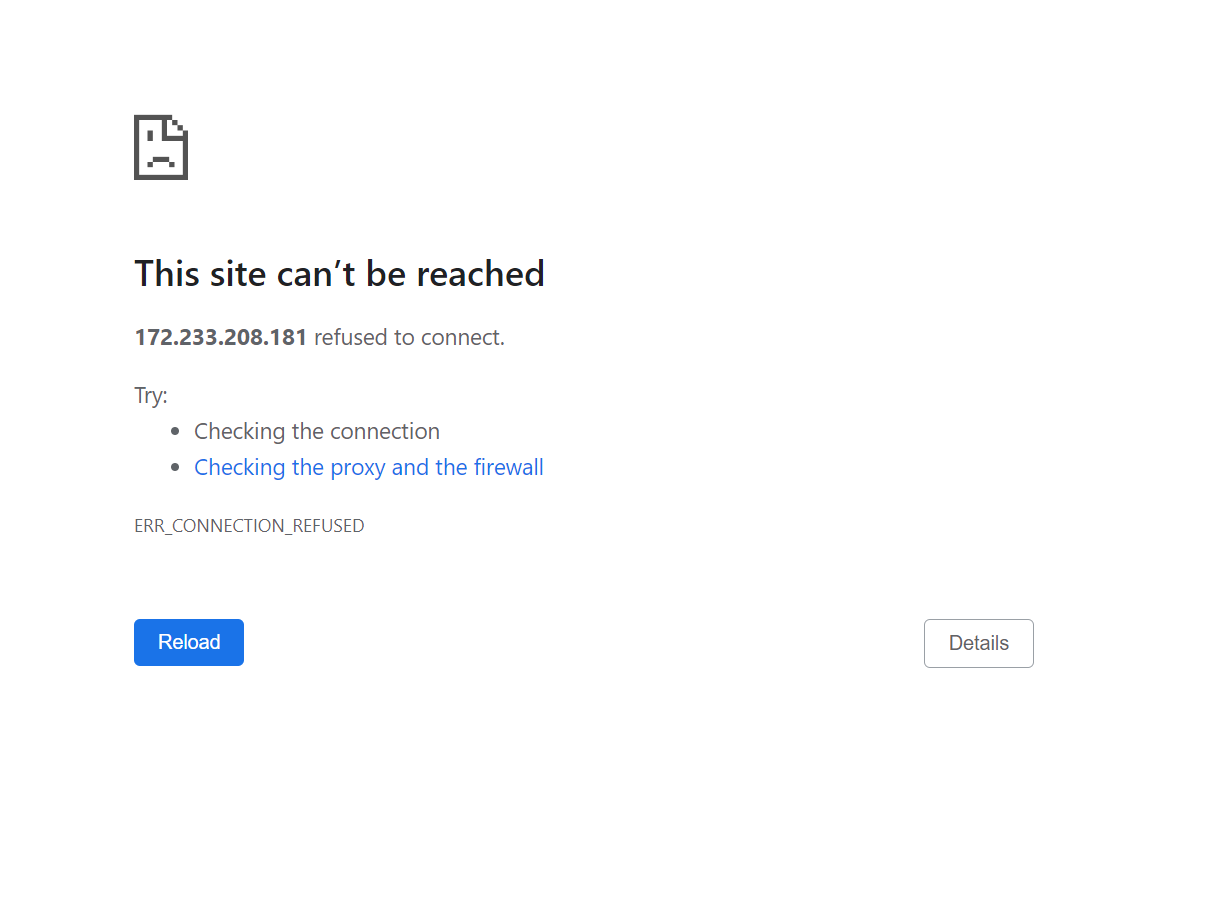 This site can’t be reached
172.233.208.181 refused to connect.
Try:
Checking the connection
Checking the proxy and the firewall
ERR_CONNECTION_REFUSED
Reload
Details